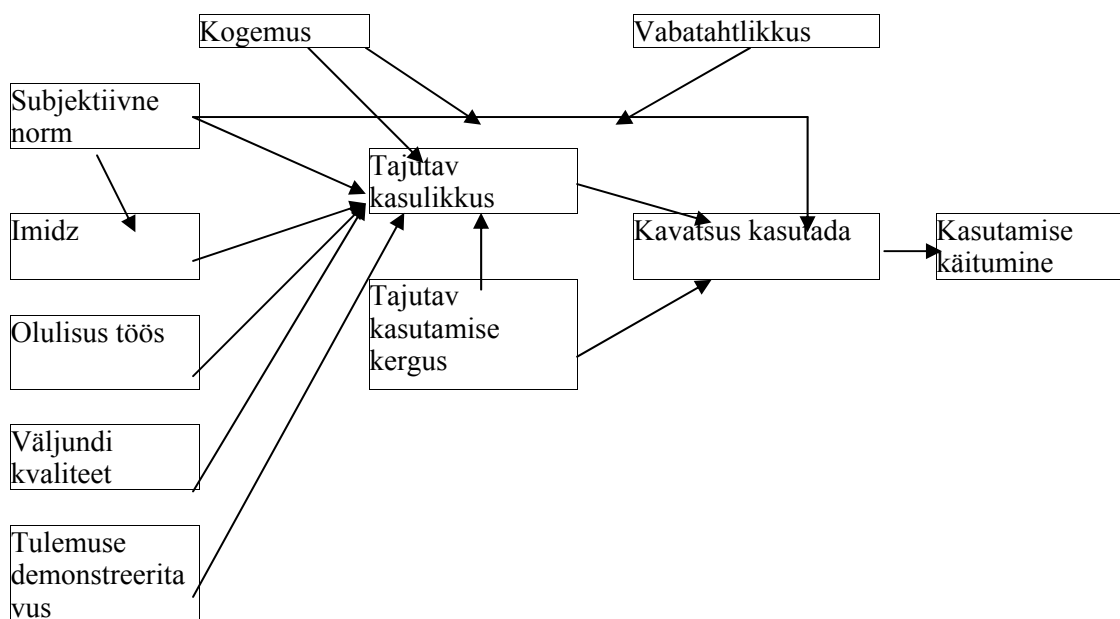 Kogemus
Vabatahtlikkus
Subjektiivne
norm
Tajutav
kasulikkus
Imidz
Kavatsus kasutada
Kasutamise
käitumine
Tajutav
kasutamise
kergus
Olulisus töös
Väljundi
kvaliteet
Tulemuse
demonstreerita
vus